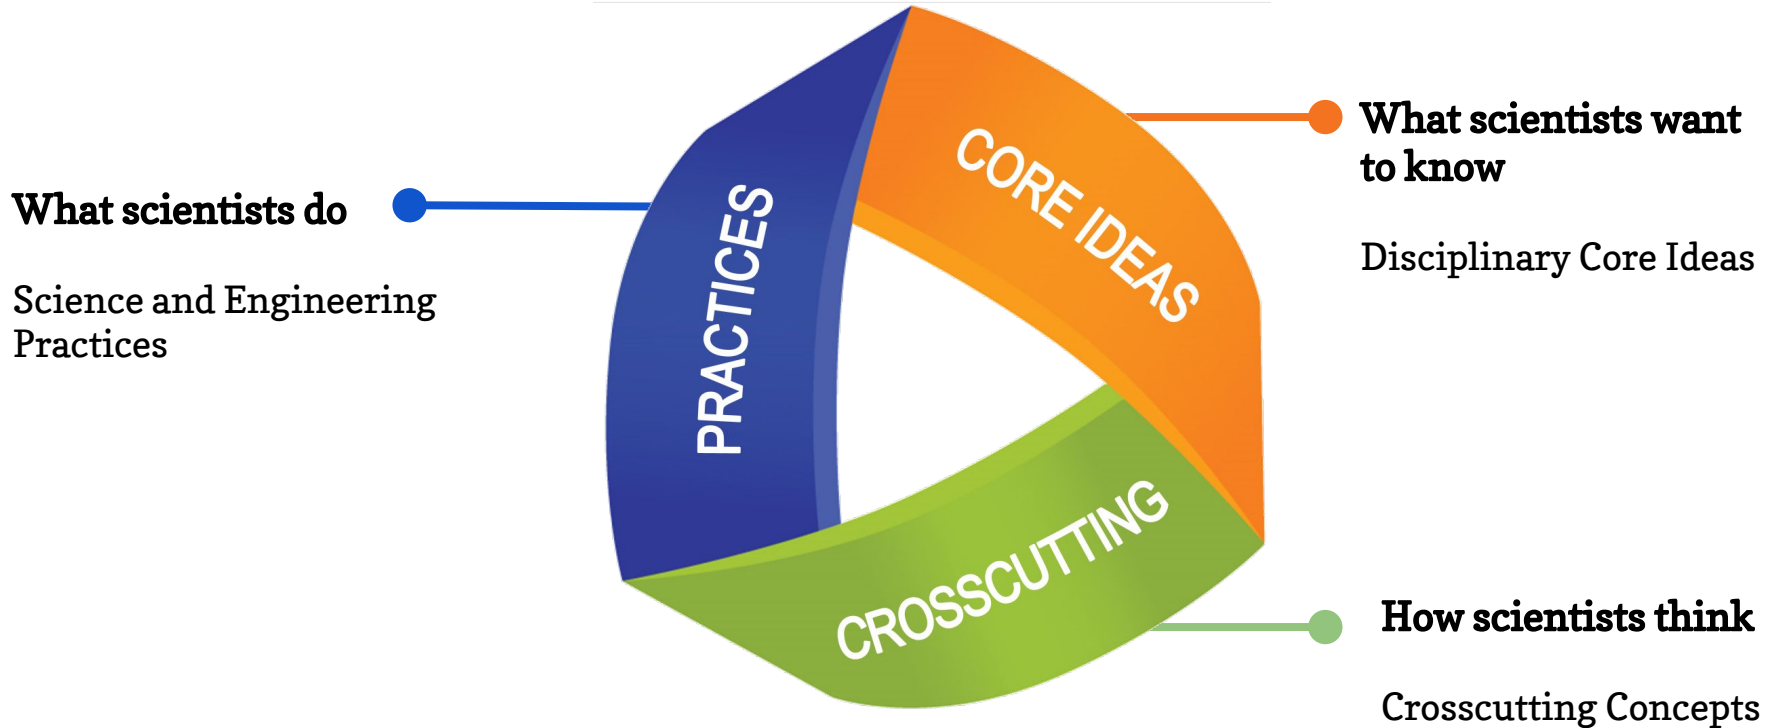 What scientists do
Science and Engineering
Practices
PRACTICES
CORE IDEAS
CROSSCUTTING
What scientists want
to know
Disciplinary Core Ideas
How scientists think
Crosscutting Concepts